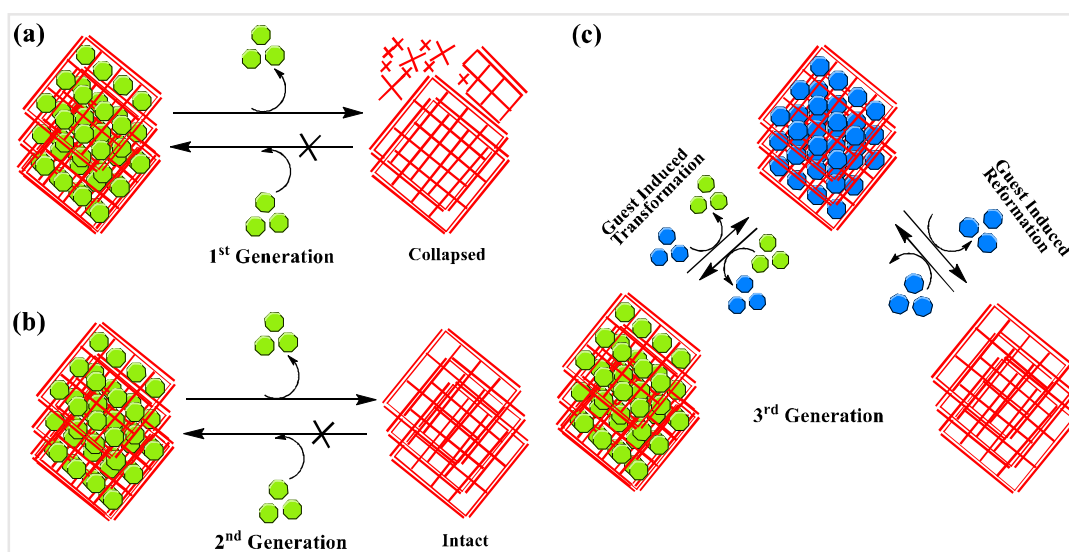 (a)
1st Generation
Collapsed
(b)
2nd Generation
Intact
(c)
Guest Induced
Transformation
Guest Induced
Reformation
3rd Generation